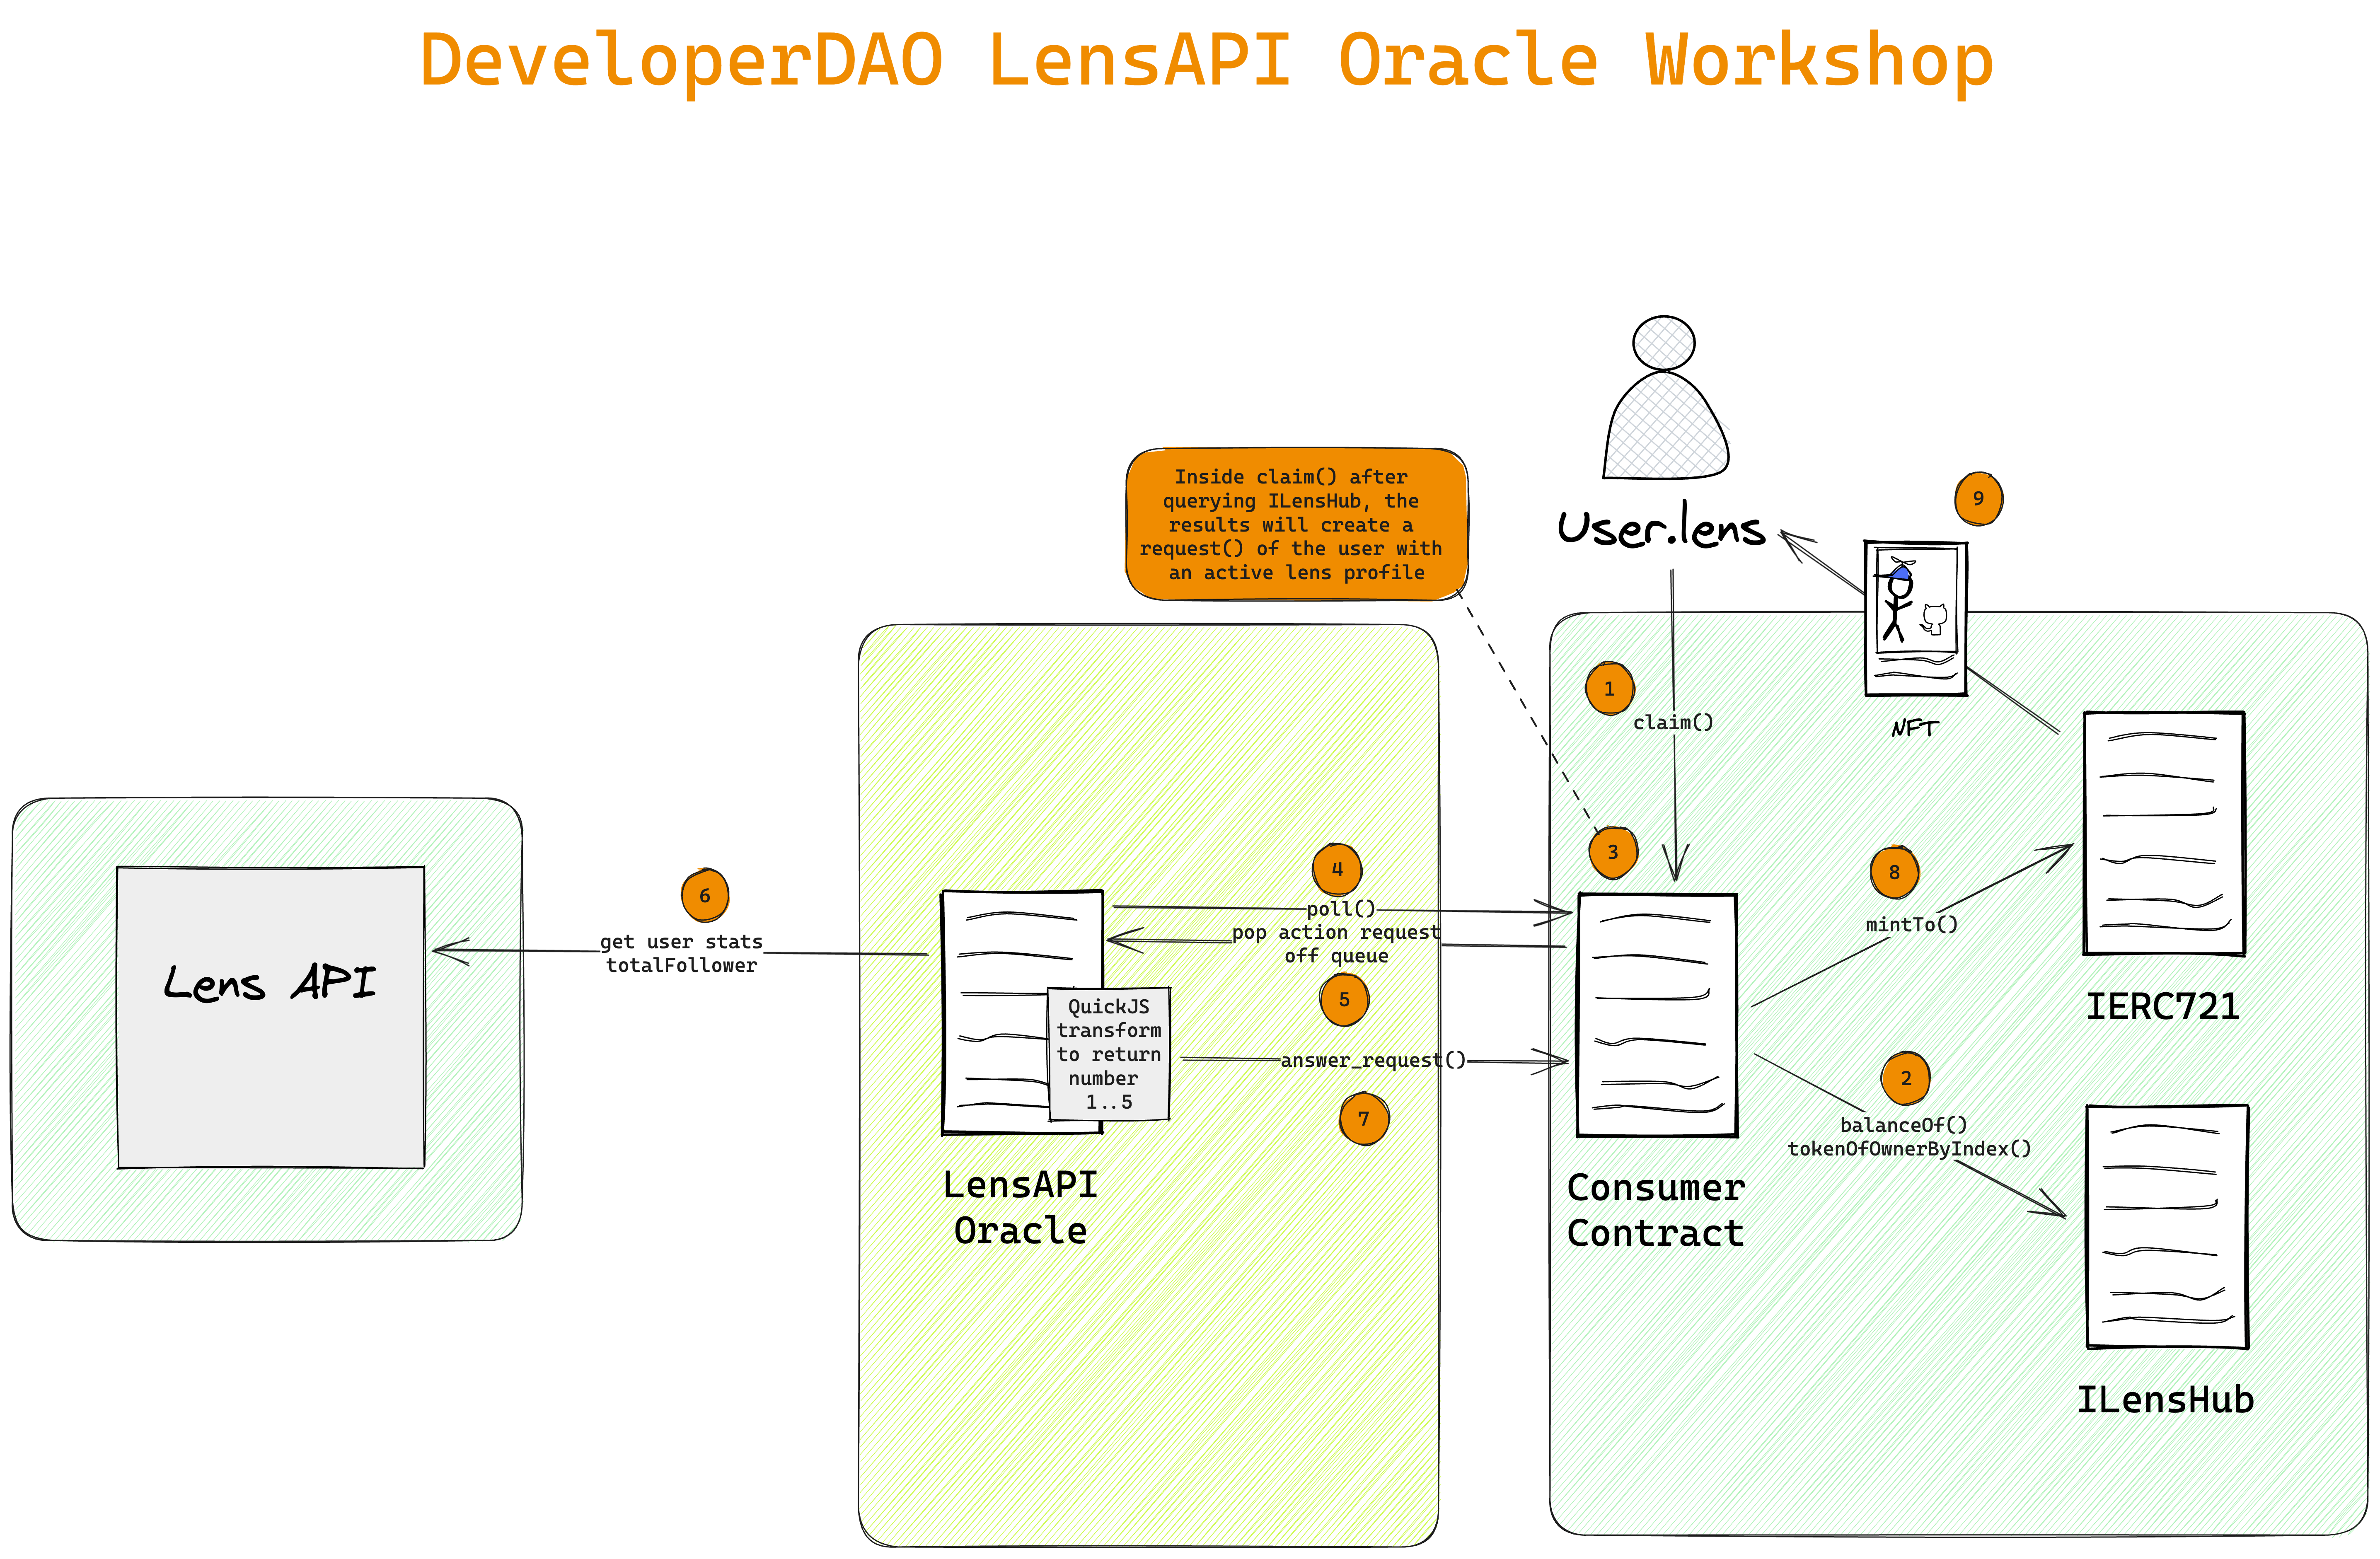 DeveloperDAO LensAPI Oracle Workshop
Inside claim() after
querying ILensHub, the
results will create a
request() of the user with
an active lens profile
User.lens
9
NFT
1
claim()
3
4
poll()
pop action request
off queue
5
answer_request()
7
6
get user stats
totalFollower
Lens API
QuickJS
transform
to return
number
1..5
LensAPI
Oracle
Consumer
Contract
8
mintTo()
IERC721
2
balanceOf()
tokenOfOwnerByIndex()
ILensHub